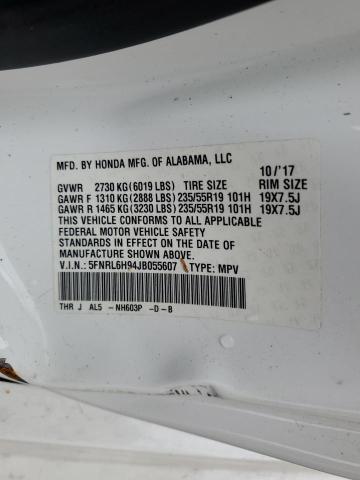 MFD. BY HONDA MFG. OF ALABAMA, LLC 10/'17
GVWR 2730 KG(6019 LBS) TIRE SIZE RIM SIZE
GAWR F 1310 KG(2888 LBS) 235/55R19 101H 19X7.5J
GAWR R 1465 KG(3230 LBS) 235/55R19 101H 19X7.5J
THIS VEHICLE CONFORMS TO ALL APPLICABLE
FEDERAL MOTOR VEHICLE SAFETY
STANDARDS IN EFFECT ON THE DATE OF
MANUFACTURE SHOWN ABOVE.
V.I.N: 5FNRL6H94JB055607 TYPE: MPV
THR J AL5 -NH603P -D-B